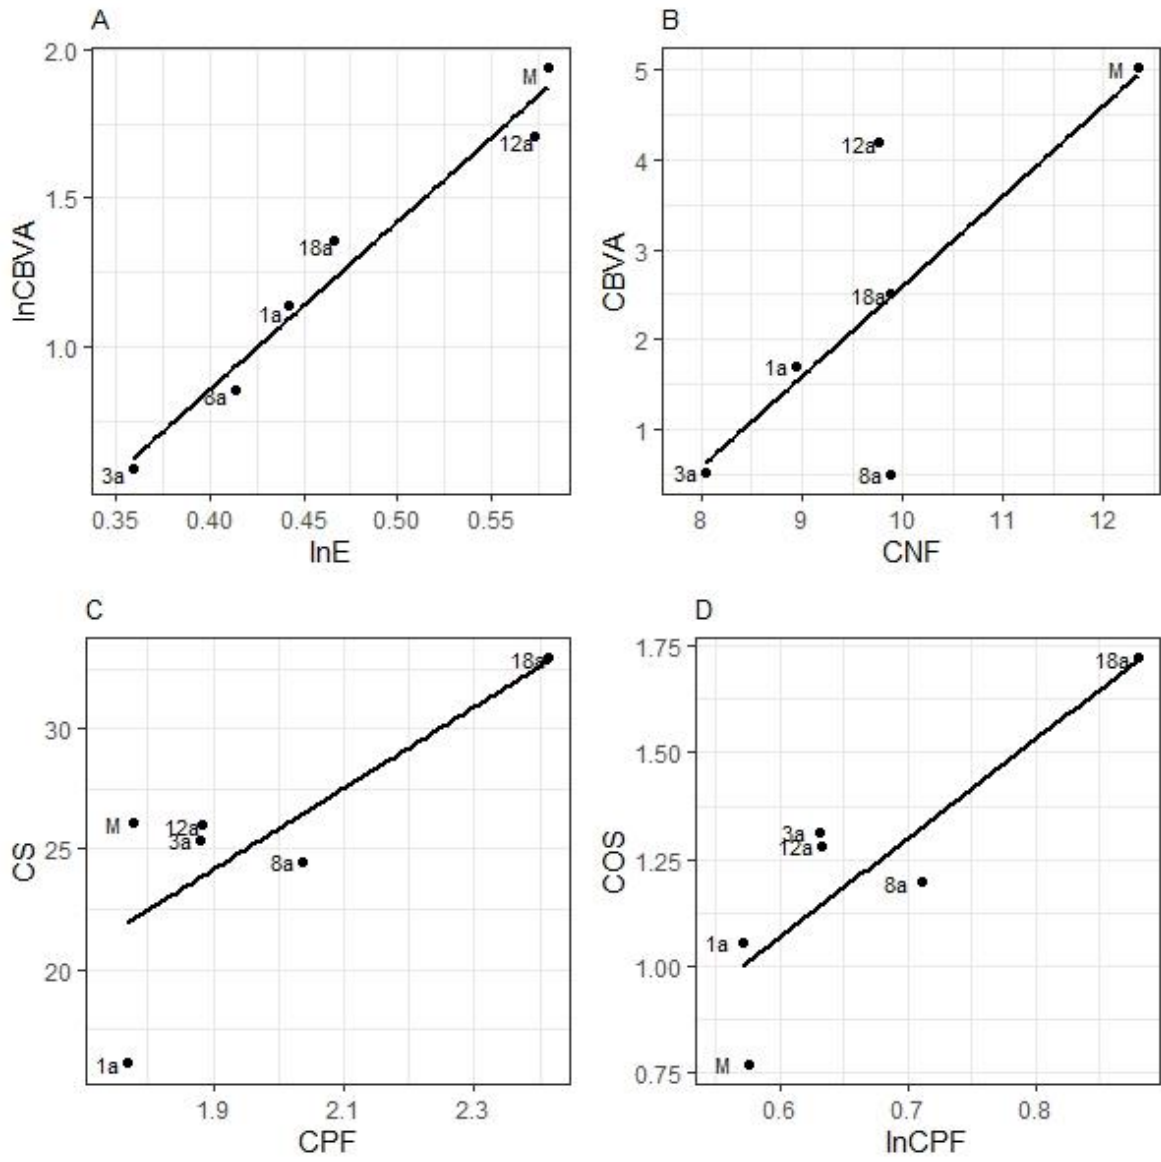 A
2.0
1.5
1.0
lnCBVA
M
12a
18a
1a
8a
3a
0.35 0.40 0.45 0.50 0.55
lnE
B
5
4
3
2
1
CBVA
M
12a
18a
1a
3a
8a
8 9 10 11 12
CNF
C
30
25
20
CS
18a
M
12a
3a
8a
1a
1.9 2.1 2.3
CPF
D
1.75
1.50
1.25
1.00
0.75
COS
18a
3a
12a
8a
1a
M
0.6 0.7 0.8
lnCPF